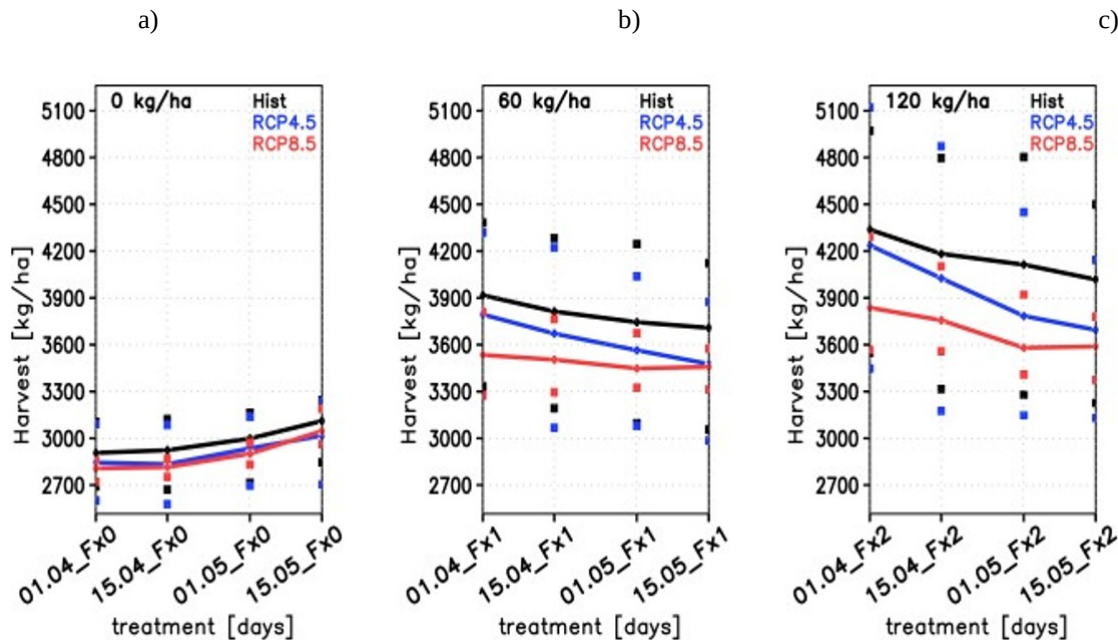 a)
b)
c)
0 kg/ha
Hist
RCP4.5
RCP8.5
5100
4800
4500
4200
3900
3600
3300
3000
2700
Harvest [kg/ha]
01.04_Fx0
15.04_Fx0
01.05_Fx0
15.05_Fx0
treatment [days]
60 kg/ha
Hist
RCP4.5
RCP8.5
5100
4800
4500
4200
3900
3600
3300
3000
2700
Harvest [kg/ha]
01.04_Fx1
15.04_Fx1
01.05_Fx1
15.05_Fx1
treatment [days]
120 kg/ha
Hist
RCP4.5
RCP8.5
5100
4800
4500
4200
3900
3600
3300
3000
2700
Harvest [kg/ha]
01.04_Fx2
15.04_Fx2
01.05_Fx2
15.05_Fx2
treatment [days]